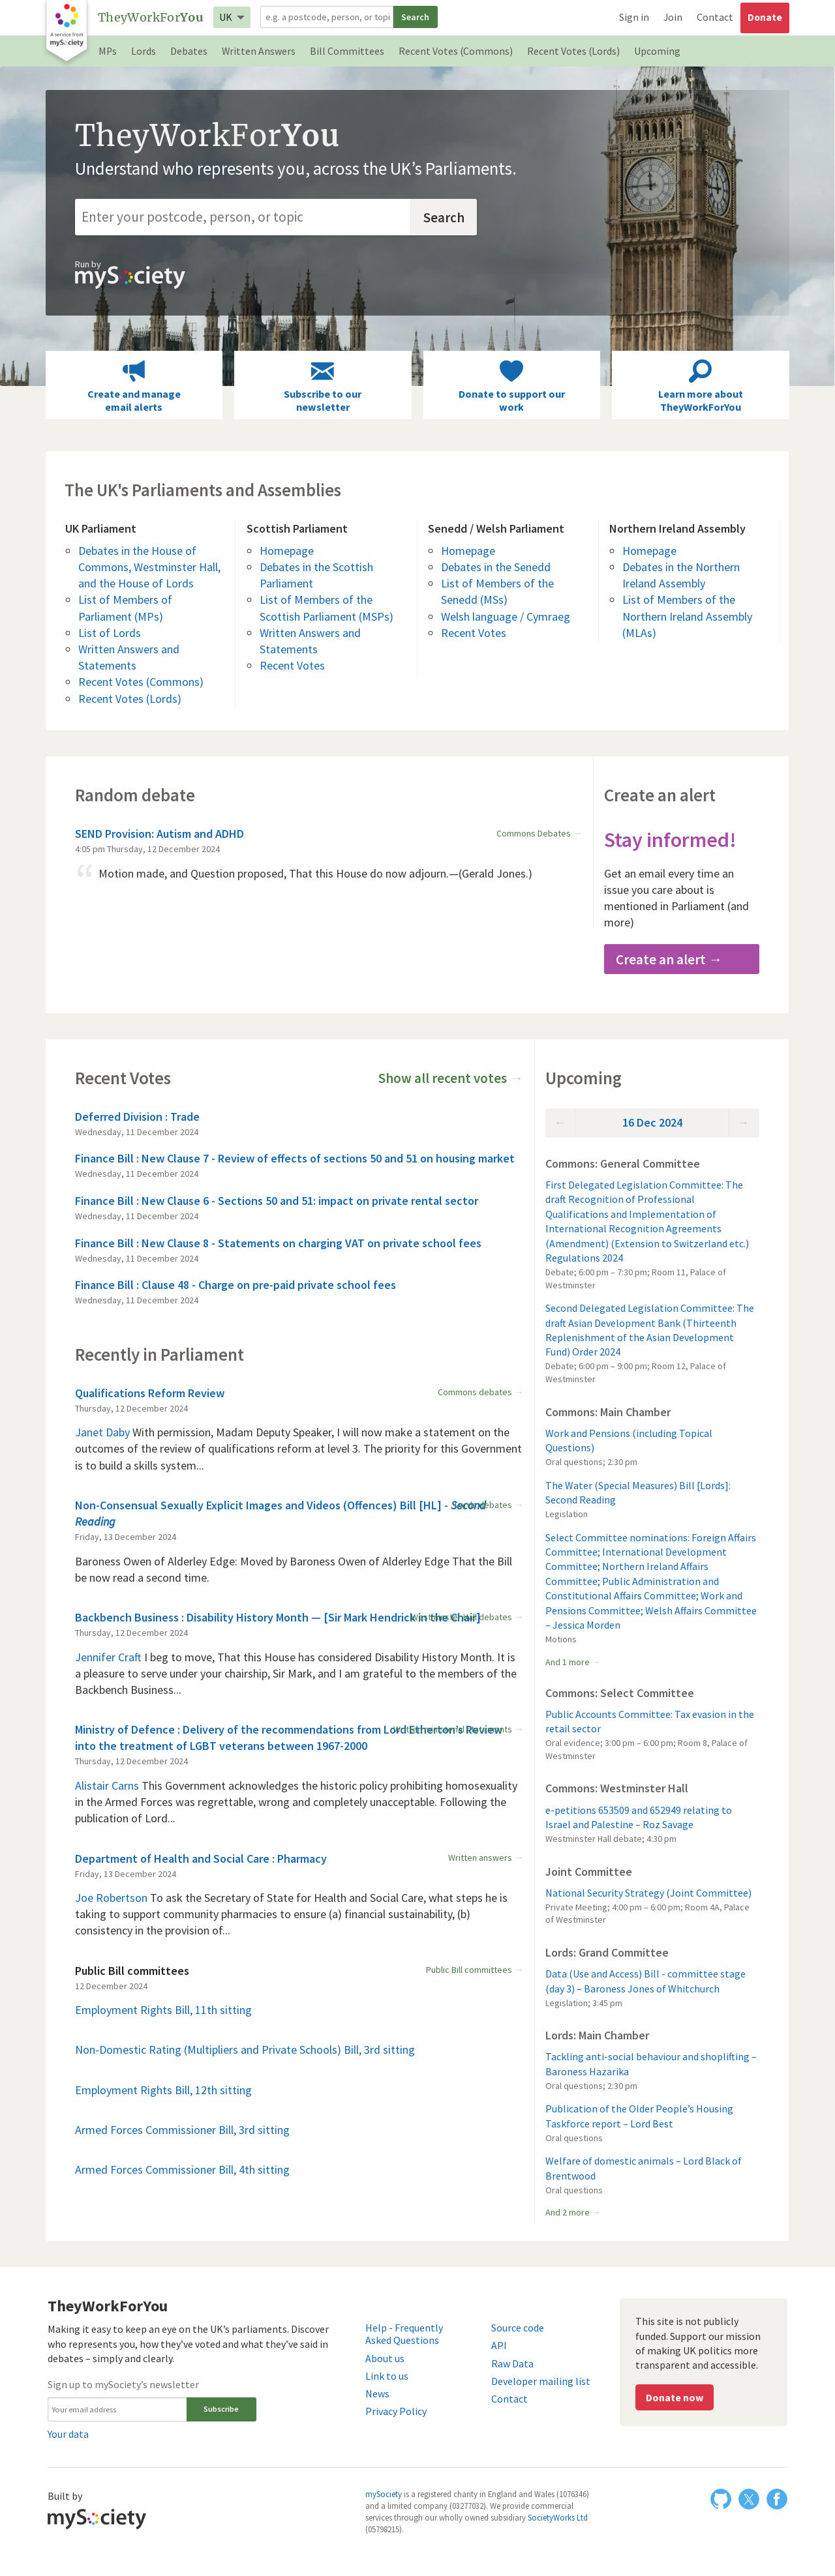 A service from
mySociety
TheyWorkForYou
UK
e.g. a postcode, person, or topi
Search
Sign in
Join
Contact
Donate
MPs
Lords
Debates
Written Answers
Bill Committees
Recent Votes (Commons)
Recent Votes (Lords)
Upcoming
TheyWorkForYou
Understand who represents you, across the UK’s Parliaments.
Enter your postcode, person, or topic
Search
Run by
mySociety
Create and manage
email alerts
Subscribe to our
newsletter
Donate to support our
work
Learn more about
TheyWorkForYou
The UK's Parliaments and Assemblies
UK Parliament
Debates in the House of
Commons, Westminster Hall,
and the House of Lords
List of Members of
Parliament (MPs)
List of Lords
Written Answers and
Statements
Recent Votes (Commons)
Recent Votes (Lords)
Scottish Parliament
Homepage
Debates in the Scottish
Parliament
List of Members of the
Scottish Parliament (MSPs)
Written Answers and
Statements
Recent Votes
Senedd / Welsh Parliament
Homepage
Debates in the Senedd
List of Members of the
Senedd (MSs)
Welsh language / Cymraeg
Recent Votes
Northern Ireland Assembly
Homepage
Debates in the Northern
Ireland Assembly
List of Members of the
Northern Ireland Assembly
(MLAs)
Random debate
SEND Provision: Autism and ADHD
Commons Debates →
4:05 pm Thursday, 12 December 2024
“ Motion made, and Question proposed, That this House do now adjourn.—(Gerald Jones.)
Create an alert
Stay informed!
Get an email every time an
issue you care about is
mentioned in Parliament (and
more)
Create an alert →
Recent Votes
Show all recent votes →
Deferred Division : Trade
Wednesday, 11 December 2024
Finance Bill : New Clause 7 - Review of effects of sections 50 and 51 on housing market
Wednesday, 11 December 2024
Finance Bill : New Clause 6 - Sections 50 and 51: impact on private rental sector
Wednesday, 11 December 2024
Finance Bill : New Clause 8 - Statements on charging VAT on private school fees
Wednesday, 11 December 2024
Finance Bill : Clause 48 - Charge on pre-paid private school fees
Wednesday, 11 December 2024
Recently in Parliament
Qualifications Reform Review
Commons debates →
Thursday, 12 December 2024
Janet Daby With permission, Madam Deputy Speaker, I will now make a statement on the
outcomes of the review of qualifications reform at level 3. The priority for this Government
is to build a skills system...
Non-Consensual Sexually Explicit Images and Videos (Offences) Bill [HL] - Second
Reading
debates →
Friday, 13 December 2024
Baroness Owen of Alderley Edge: Moved by Baroness Owen of Alderley Edge That the Bill
be now read a second time.
Backbench Business : Disability History Month — [Sir Mark Hendrick in the Chair]
debates →
Thursday, 12 December 2024
Jennifer Craft I beg to move, That this House has considered Disability History Month. It is
a pleasure to serve under your chairship, Sir Mark, and I am grateful to the members of the
Backbench Business...
Ministry of Defence : Delivery of the recommendations from Lord Etherton's Review
into the treatment of LGBT veterans between 1967-2000
→
Thursday, 12 December 2024
Alistair Carns This Government acknowledges the historic policy prohibiting homosexuality
in the Armed Forces was regrettable, wrong and completely unacceptable. Following the
publication of Lord...
Department of Health and Social Care : Pharmacy
Written answers →
Friday, 13 December 2024
Joe Robertson To ask the Secretary of State for Health and Social Care, what steps he is
taking to support community pharmacies to ensure (a) financial sustainability, (b)
consistency in the provision of...
Public Bill committees
Public Bill committees →
12 December 2024
Employment Rights Bill, 11th sitting
Non-Domestic Rating (Multipliers and Private Schools) Bill, 3rd sitting
Employment Rights Bill, 12th sitting
Armed Forces Commissioner Bill, 3rd sitting
Armed Forces Commissioner Bill, 4th sitting
Upcoming
← 16 Dec 2024 →
Commons: General Committee
First Delegated Legislation Committee: The
draft Recognition of Professional
Qualifications and Implementation of
International Recognition Agreements
(Amendment) (Extension to Switzerland etc.)
Regulations 2024
Debate; 6:00 pm – 7:30 pm; Room 11, Palace of
Westminster
Second Delegated Legislation Committee: The
draft Asian Development Bank (Thirteenth
Replenishment of the Asian Development
Fund) Order 2024
Debate; 6:00 pm – 9:00 pm; Room 12, Palace of
Westminster
Commons: Main Chamber
Work and Pensions (including Topical
Questions)
Oral questions; 2:30 pm
The Water (Special Measures) Bill [Lords]:
Second Reading
Legislation
Select Committee nominations: Foreign Affairs
Committee; International Development
Committee; Northern Ireland Affairs
Committee; Public Administration and
Constitutional Affairs Committee; Work and
Pensions Committee; Welsh Affairs Committee
– Jessica Morden
Motions
And 1 more →
Commons: Select Committee
Public Accounts Committee: Tax evasion in the
retail sector
Oral evidence; 3:00 pm – 6:00 pm; Room 8, Palace of
Westminster
Commons: Westminster Hall
e-petitions 653509 and 652949 relating to
Israel and Palestine – Roz Savage
Westminster Hall debate; 4:30 pm
Joint Committee
National Security Strategy (Joint Committee)
Private Meeting; 4:00 pm – 6:00 pm; Room 4A, Palace
of Westminster
Lords: Grand Committee
Data (Use and Access) Bill - committee stage
(day 3) – Baroness Jones of Whitchurch
Legislation; 3:45 pm
Lords: Main Chamber
Tackling anti-social behaviour and shoplifting –
Baroness Hazarika
Oral questions; 2:30 pm
Publication of the Older People’s Housing
Taskforce report – Lord Best
Oral questions
Welfare of domestic animals – Lord Black of
Brentwood
Oral questions
And 2 more →
TheyWorkForYou
Making it easy to keep an eye on the UK’s parliaments. Discover
who represents you, how they’ve voted and what they’ve said in
debates – simply and clearly.
Sign up to mySociety’s newsletter
Your email address
Subscribe
Your data
Help - Frequently
Asked Questions
About us
Link to us
News
Privacy Policy
Source code
API
Raw Data
Developer mailing list
Contact
This site is not publicly
funded. Support our mission
of making UK politics more
transparent and accessible.
Donate now
Built by
mySociety
mySociety is a registered charity in England and Wales (1076346)
and a limited company (03277032). We provide commercial
services through our wholly owned subsidiary SocietyWorks Ltd
(05798215).